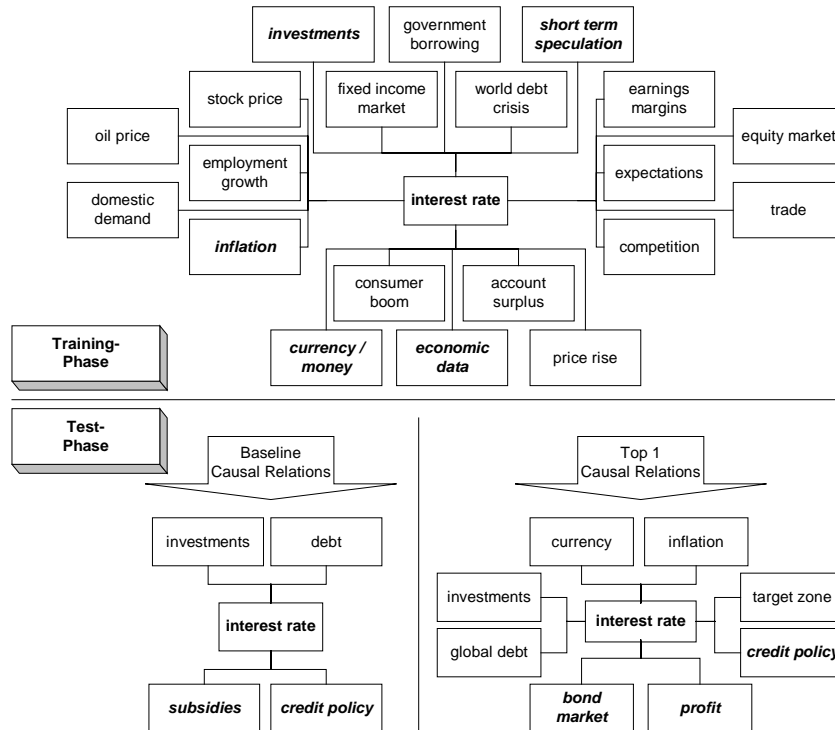 investments
government
borrowing
short term
speculation
stock price
fixed income
market
world debt
crisis
earnings
margins
oil price
equity market
employment
growth
expectations
domestic
demand
interest rate
trade
inflation
competition
consumer
boom
account
surplus
currency /
money
economic
data
price rise
Training-
Phase
Test-
Phase
Baseline
Causal Relations
investments
debt
interest rate
subsidies
credit policy
Top 1
Causal Relations
currency
inflation
investments
target zone
interest rate
global debt
credit policy
bond
market
profit